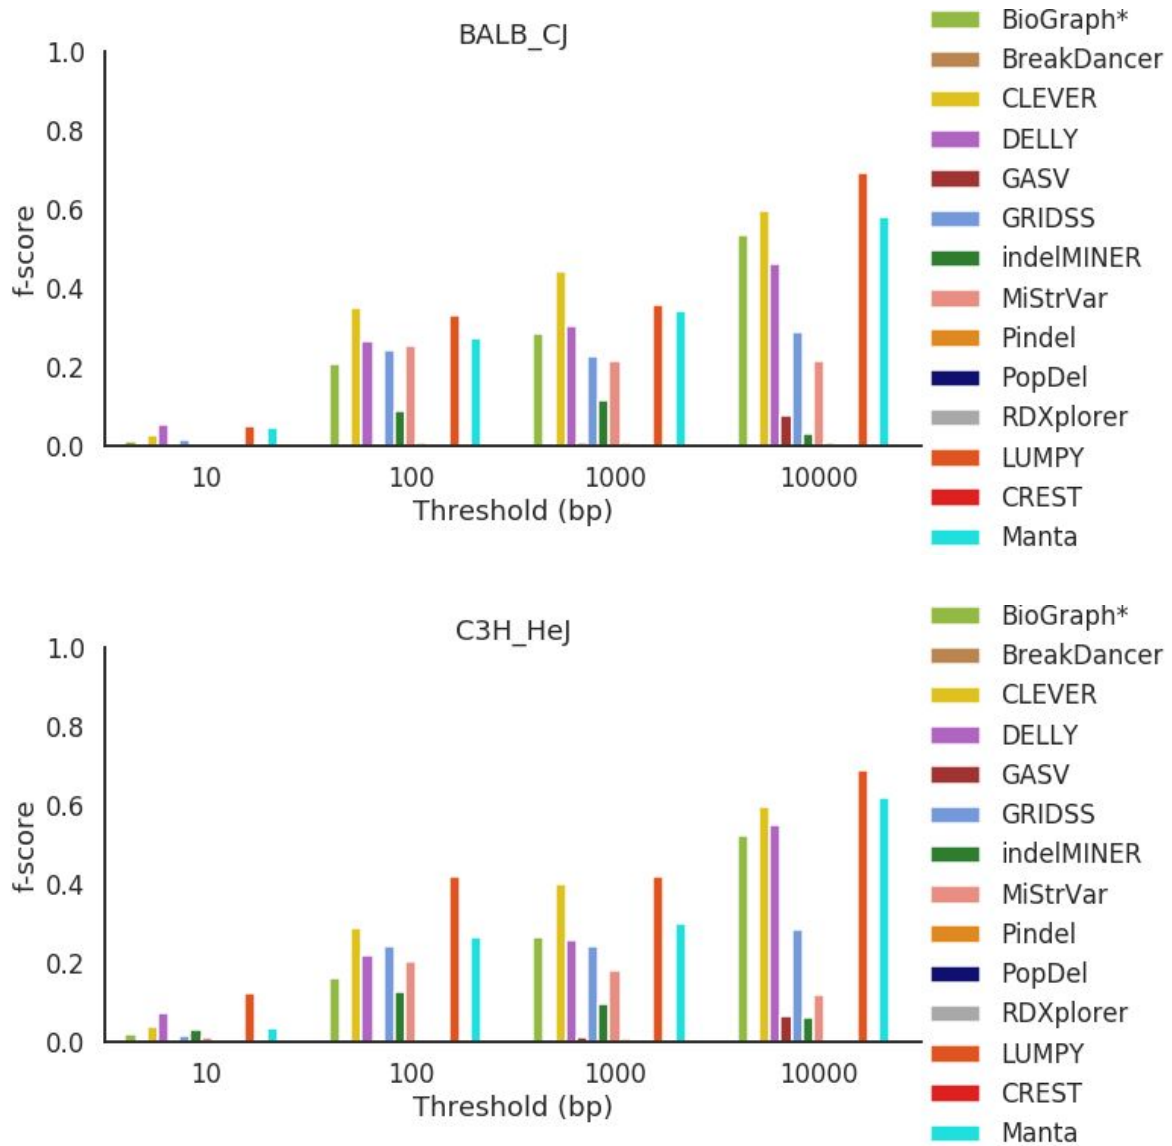 BALB_CJ
1.0
0.8
0.6
0.4
0.2
0.0
f-score
10 100 1000 10000
Threshold (bp)
BioGraph*
BreakDancer
CLEVER
DELLY
GASV
GRIDSS
indelMINER
MiStrVar
Pindel
PopDel
RDXplorer
LUMPY
CREST
Manta
C3H_HeJ
1.0
0.8
0.6
0.4
0.2
0.0
f-score
10 100 1000 10000
Threshold (bp)
BioGraph*
BreakDancer
CLEVER
DELLY
GASV
GRIDSS
indelMINER
MiStrVar
Pindel
PopDel
RDXplorer
LUMPY
CREST
Manta